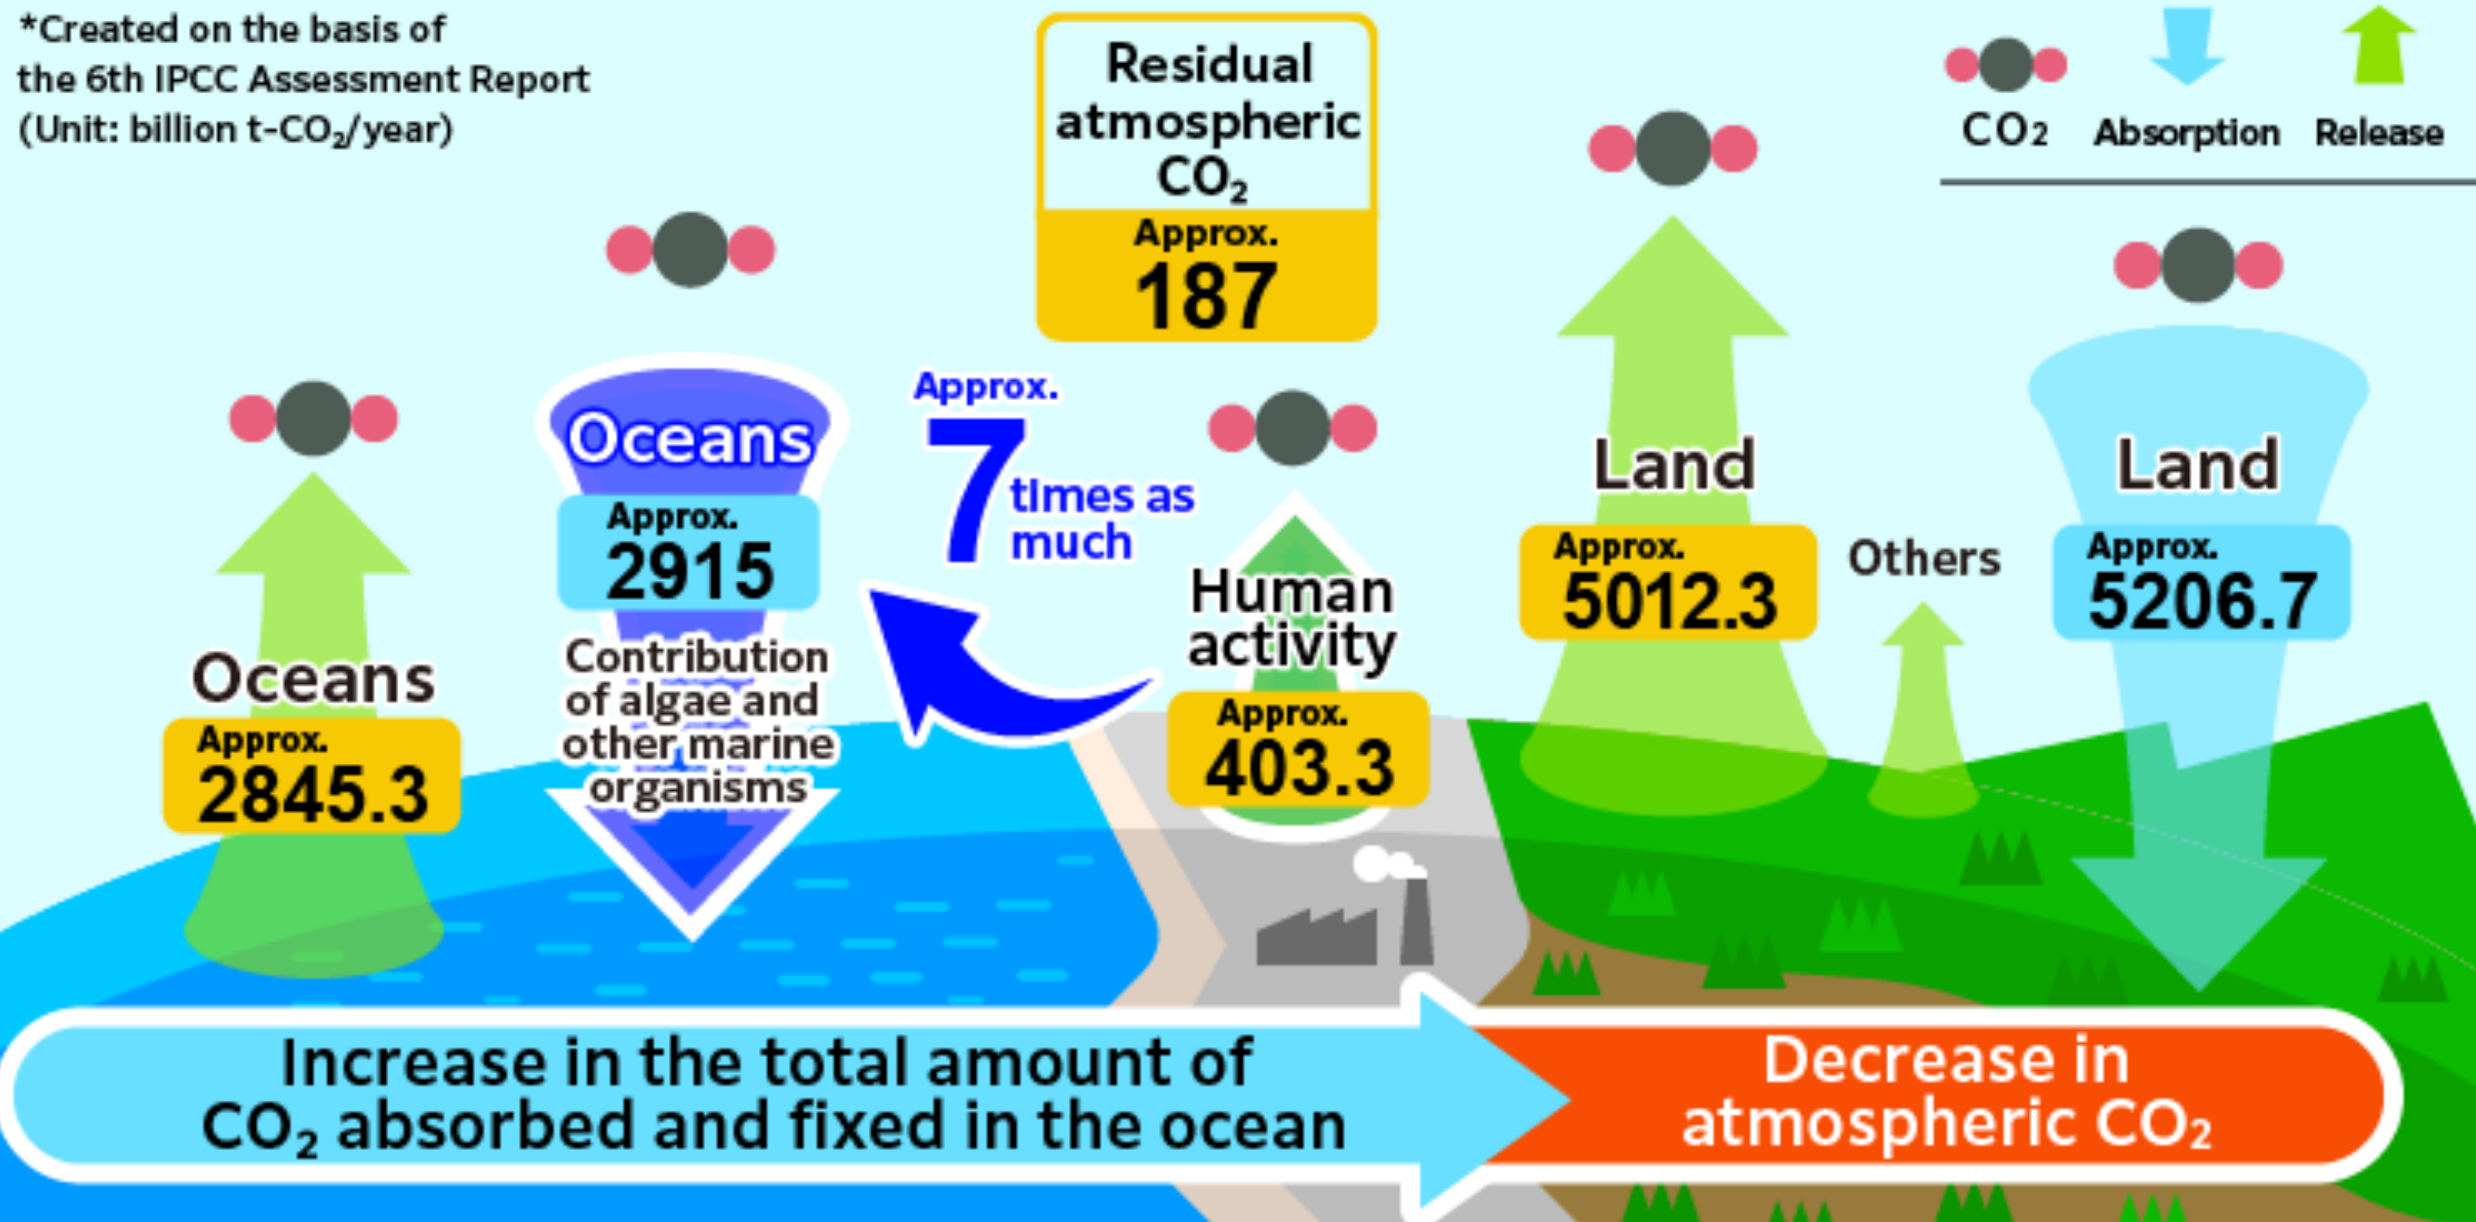 *Created on the basis of
the 6th IPCC Assessment Report
(Unit: billion t-CO₂/year)
Residual
atmospheric
CO₂
Approx.
187
CO₂
Absorption
Release
Oceans
Approx.
2845.3
Oceans
Approx.
2915
Contribution
of algae and
other marine
organisms
Approx.
7
times as
much
Human
activity
Approx.
403.3
Land
Approx.
5012.3
Others
Land
Approx.
5206.7
Increase in the total amount of
CO₂ absorbed and fixed in the ocean
Decrease in
atmospheric CO₂